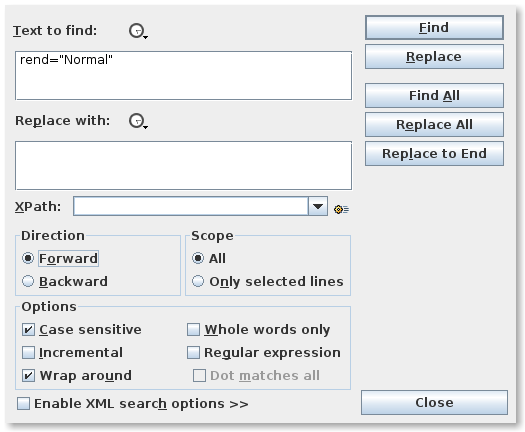 Text to find:
Find
rend="Normal"
Replace
Find All
Replace with:
Replace All
Replace to End
XPath:
Direction
Scope
Forward
All
Backward
Only selected lines
Options
Case sensitive
Whole words only
Incremental
Regular expression
Wrap around
Dot matches all
Enable XML search options >>
Close